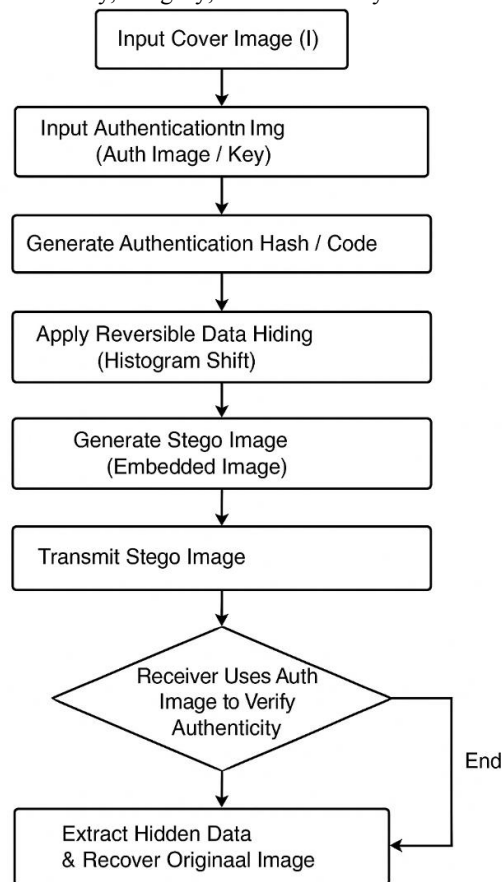 Input Cover Image (I)
Input Authenticationtn Img
(Auth Image / Key)
Generate Authentication Hash / Code
Apply Reversible Data Hiding
(Histogram Shift)
Generate Stego Image
(Embedded Image)
Transmit Stego Image
Receiver Uses Auth
Image to Verify
Authenticity
End
Extract Hidden Data
& Recover Originaal Image